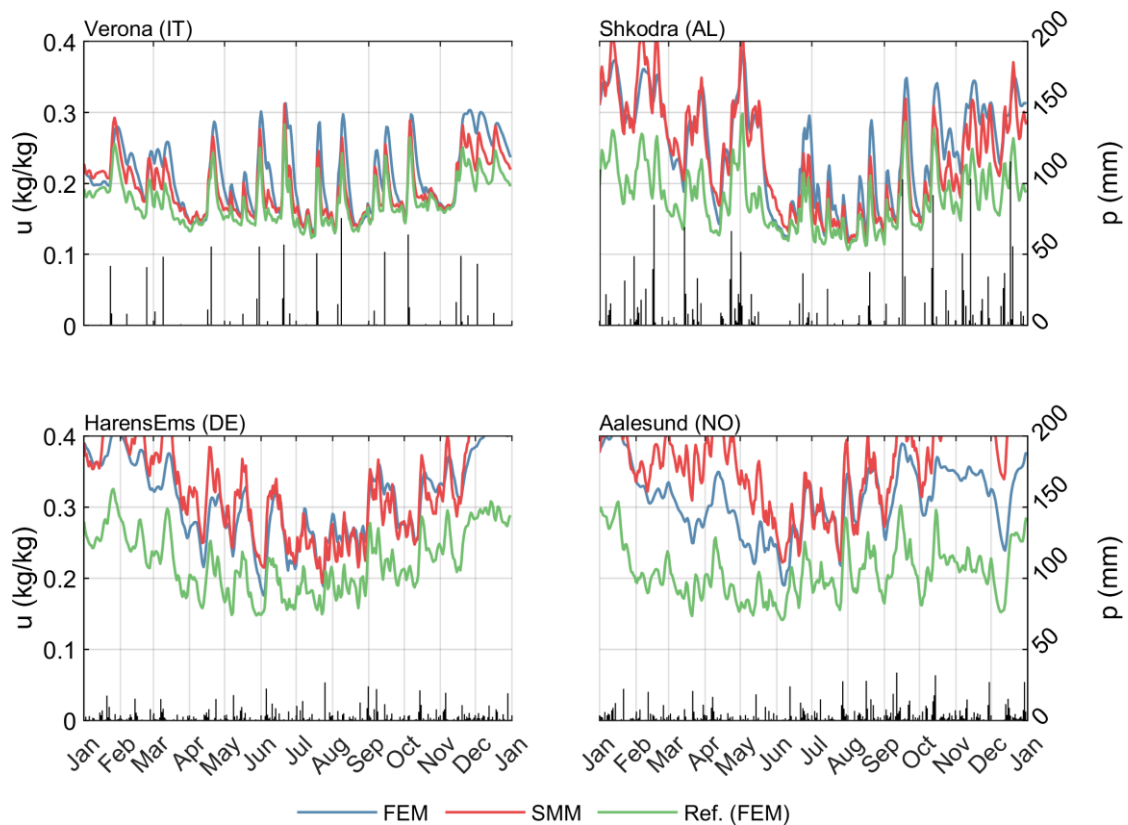 Verona (IT)
Shkodra (AL)
0.4
0.3
0.2
0.1
0
u (kg/kg)
200
150
100
50
0
p (mm)
HarensEms (DE)
Aalesund (NO)
0.4
0.3
0.2
0.1
0
u (kg/kg)
200
150
100
50
0
p (mm)
Jan Feb Mar Apr May Jun Jul Aug Sep Oct Nov Dec Jan
Jan Feb Mar Apr May Jun Jul Aug Sep Oct Nov Dec Jan
FEM SMM Ref. (FEM)